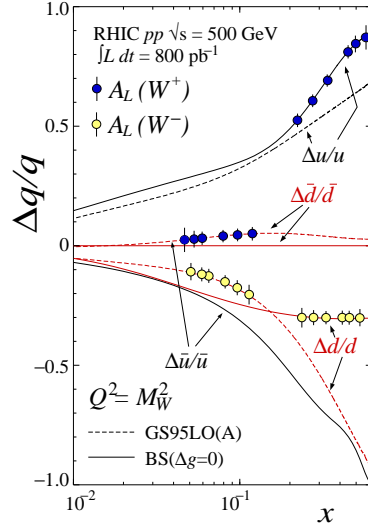 RHIC pp √s = 500 GeV
∫L dt = 800 pb⁻¹
A_L (W⁺)
A_L (W⁻)
1.0
0.5
0
−0.5
−1.0
Δq/q
Δu/u
Δd̄/d̄
Δū/ū
Δd/d
Q² = M²_W
GS95LO(A)
BS(Δg=0)
10⁻²
10⁻¹
x